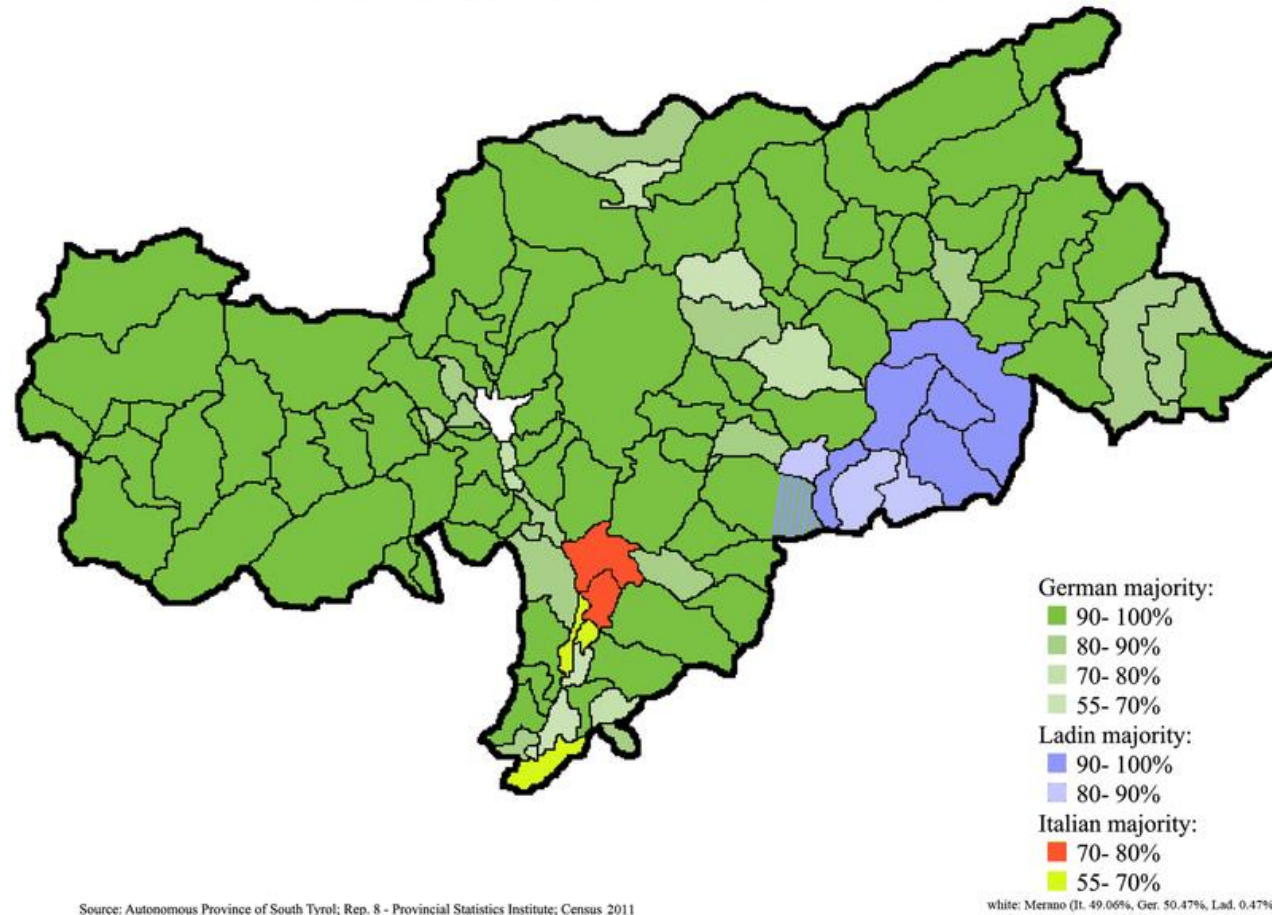 German majority:
90- 100%
80- 90%
70- 80%
55- 70%
Ladin majority:
90- 100%
80- 90%
Italian majority:
70- 80%
55- 70%
Source: Autonomous Province of South Tyrol; Rep. 8 - Provincial Statistics Institute; Census 2011
white: Merano (It. 49.06%, Ger. 50.47%, Lad. 0.47%